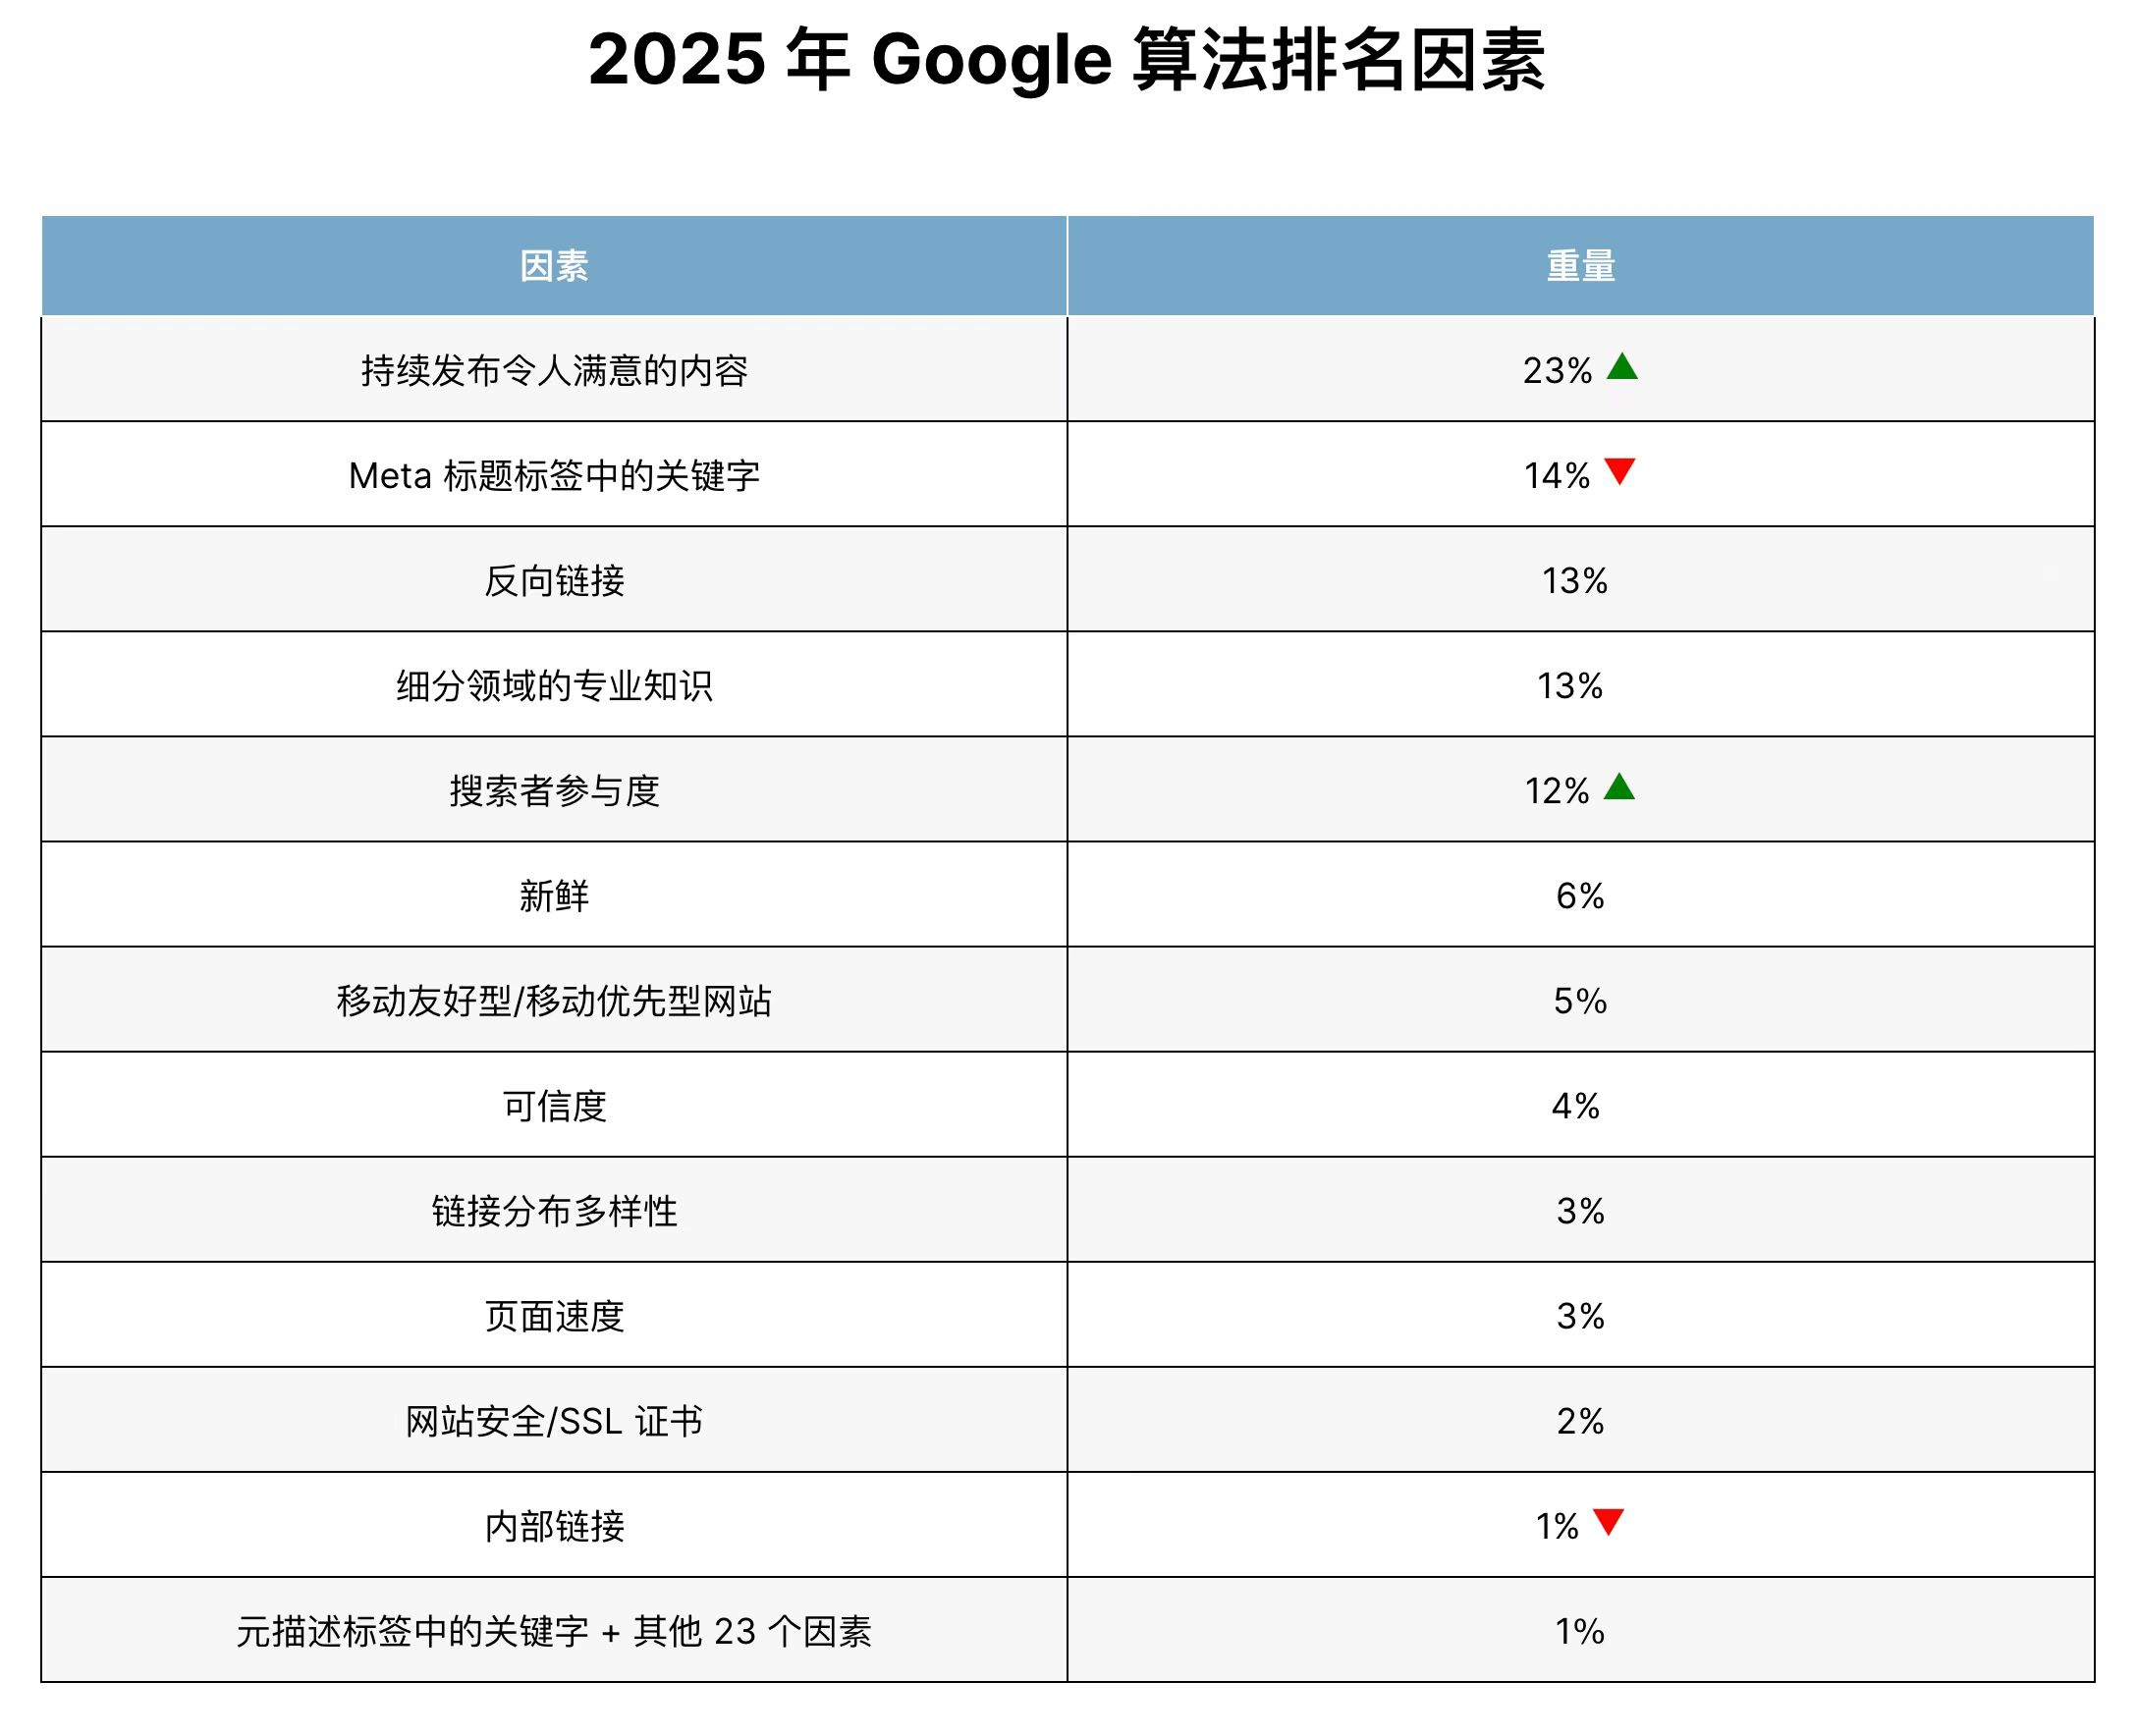 2025 年 Google 算法排名因素
因素 重量
持续发布令人满意的内容 23% ▲
Meta 标题标签中的关键字 14% ▼
反向链接 13%
细分领域的专业知识 13%
搜索者参与度 12% ▲
新鲜 6%
移动友好型/移动优先型网站 5%
可信度 4%
链接分布多样性 3%
页面速度 3%
网站安全/SSL 证书 2%
内部链接 1% ▼
元描述标签中的关键字 + 其他 23 个因素 1%